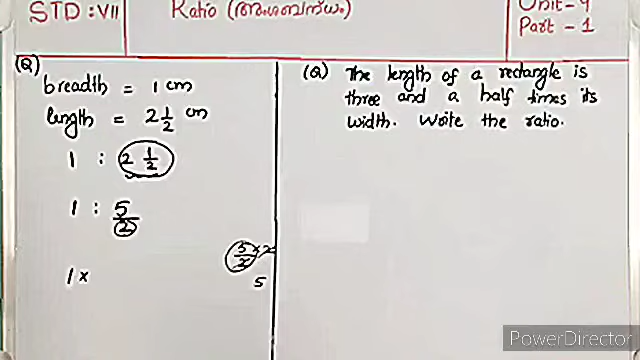 STD : VII
Ratio (അംശബന്ധം)
Unit-4
Part-1
(Q)
breadth = 1 cm
length = 2 1/2 cm
1 : 2 1/2
1 : 5/2
1 ×
5/2 × 2
5
(Q) The length of a rectangle is
three and a half times its
width. Write the ratio.
PowerDirector